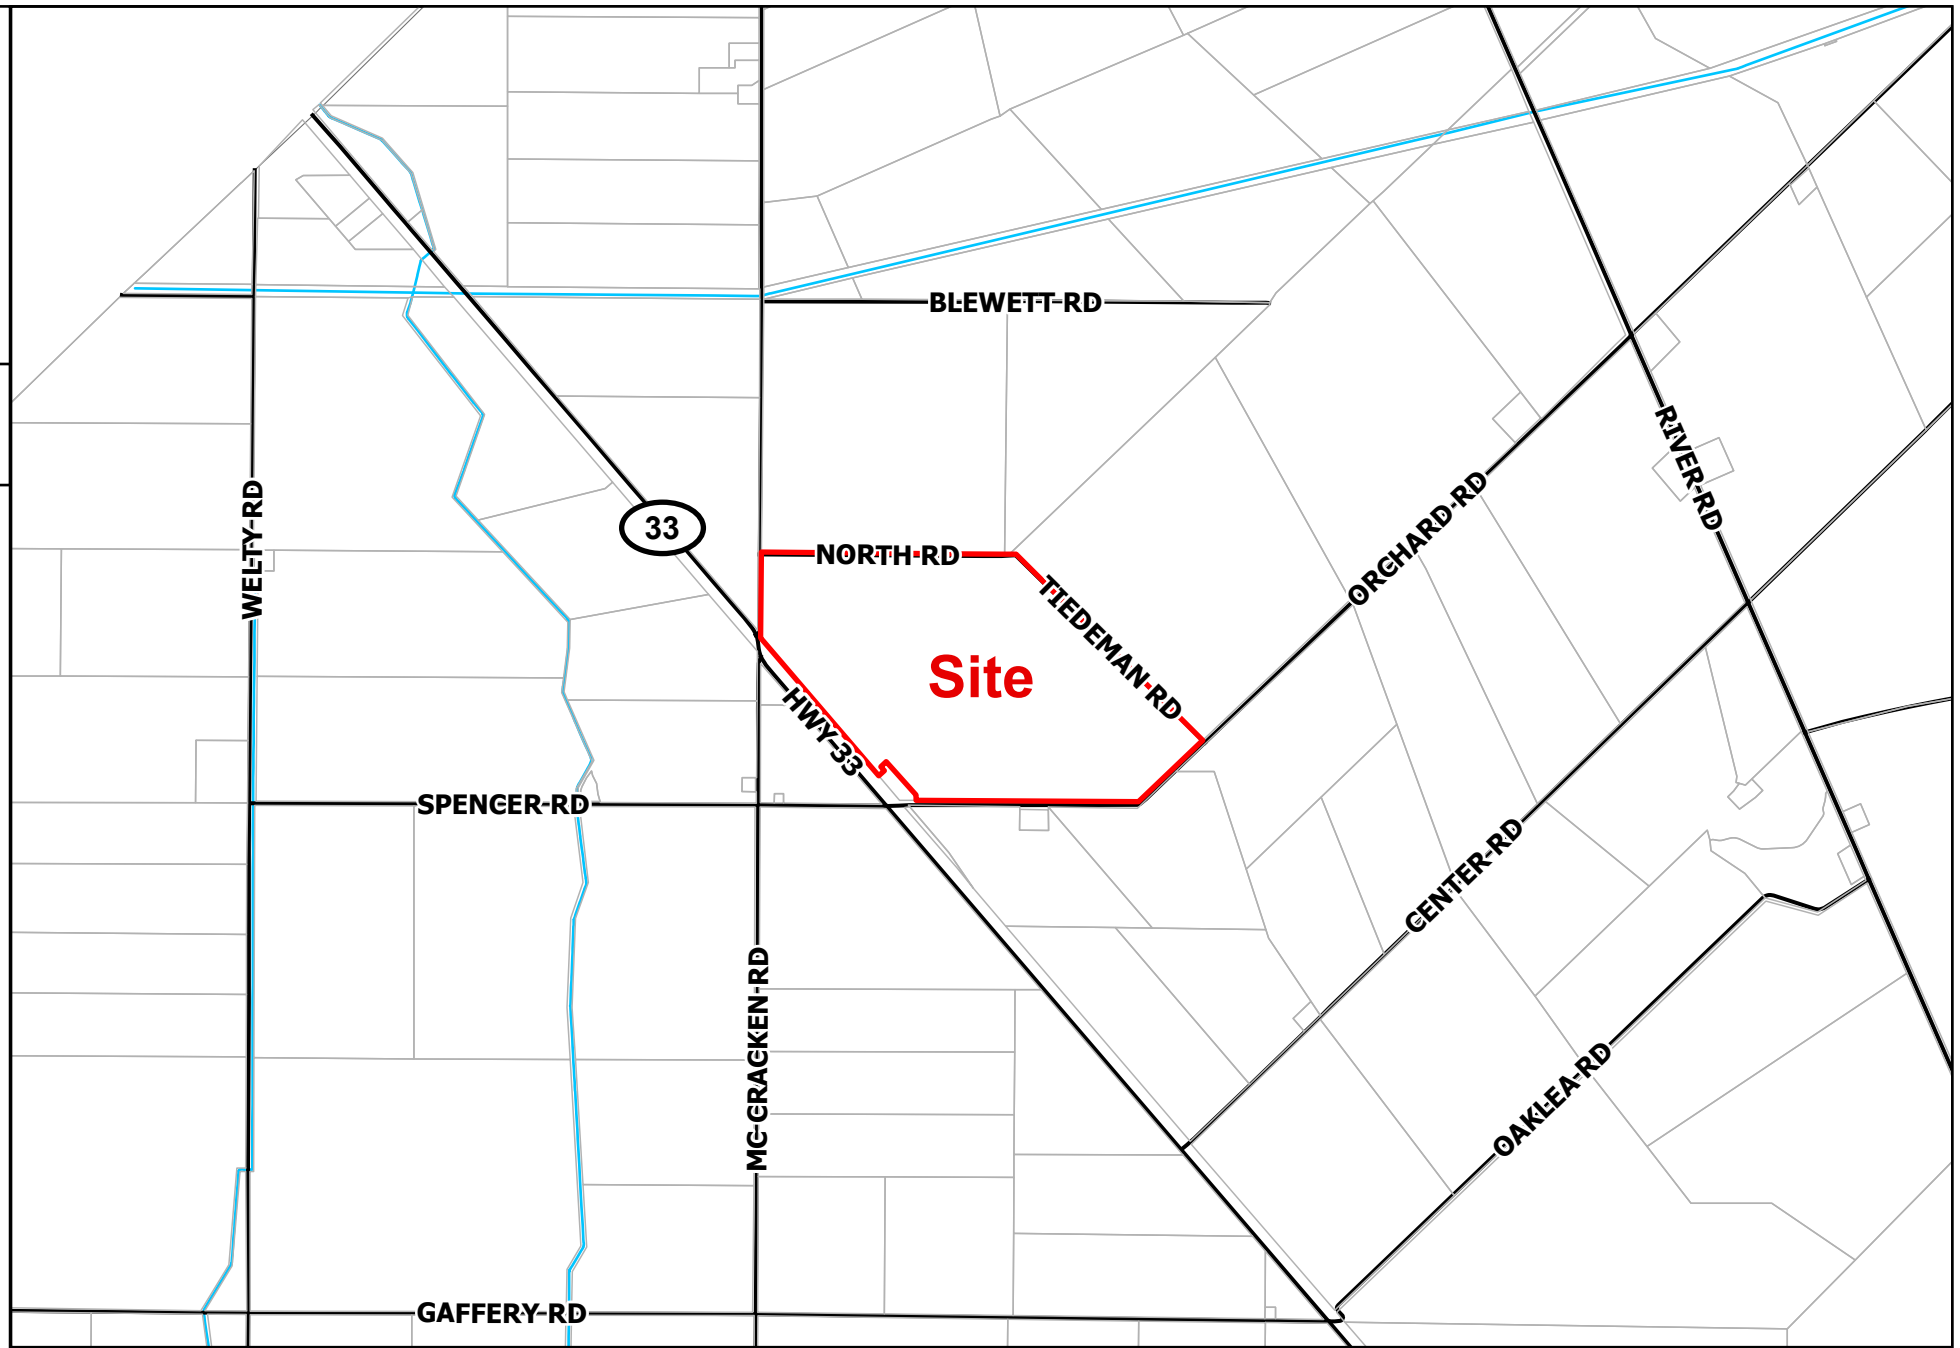 BLEWETT RD
RIVER RD
WELTY RD
33
ORCHARD RD
NORTH RD
TIEDEMAN RD
Site
HWY 33
SPENCER RD
CENTER RD
MC CRACKEN RD
OAKLEA RD
GAFFERY RD